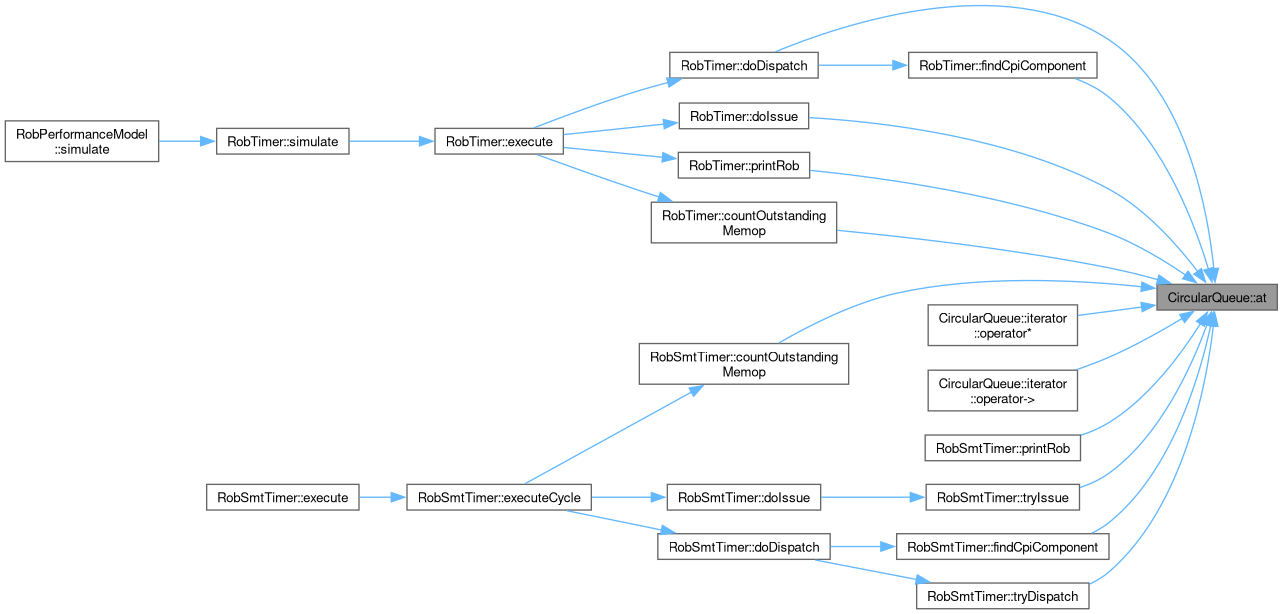 RobPerformanceModel
::simulate
RobTimer::simulate
RobTimer::execute
RobTimer::doDispatch
RobTimer::findCpiComponent
RobTimer::doIssue
RobTimer::printRob
RobTimer::countOutstanding
Memop
CircularQueue::at
CircularQueue::iterator
::operator*
RobSmtTimer::countOutstanding
Memop
CircularQueue::iterator
::operator->
RobSmtTimer::printRob
RobSmtTimer::execute
RobSmtTimer::executeCycle
RobSmtTimer::doIssue
RobSmtTimer::tryIssue
RobSmtTimer::doDispatch
RobSmtTimer::findCpiComponent
RobSmtTimer::tryDispatch